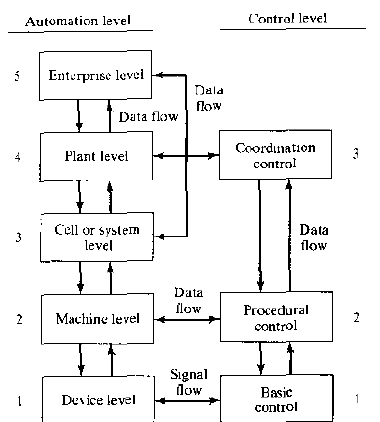 Automation level
Control level
5
Enterprise level
Data
flow
Data flow
4
Plant level
Coordination
control
3
3
Cell or system
level
Data
flow
2
Machine level
Data
flow
Procedural
control
2
1
Device level
Signal
flow
Basic
control
1